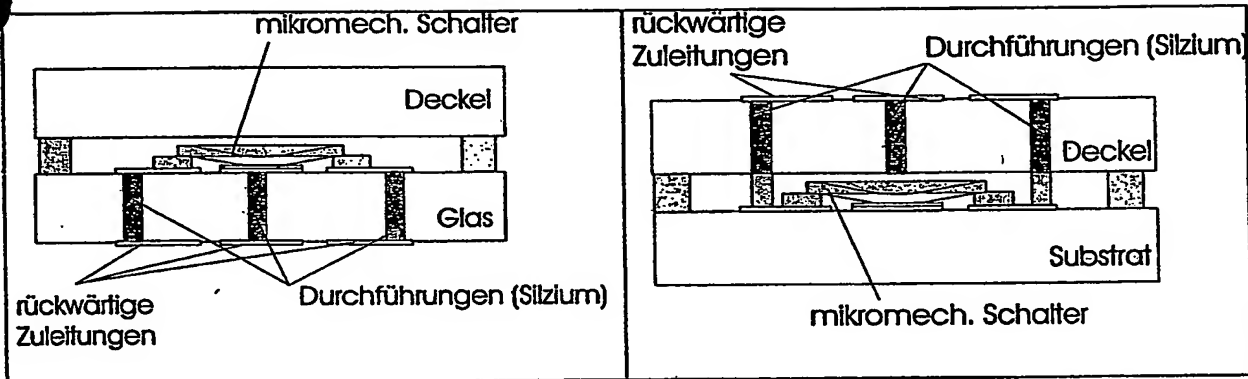 mikromech. Schalter
Deckel
Glas
rückwärtige
Zuleitungen
Durchführungen (Silzium)
rückwärtige
Zuleitungen
Durchführungen (Silzium)
Deckel
Substrat
mikromech. Schalter